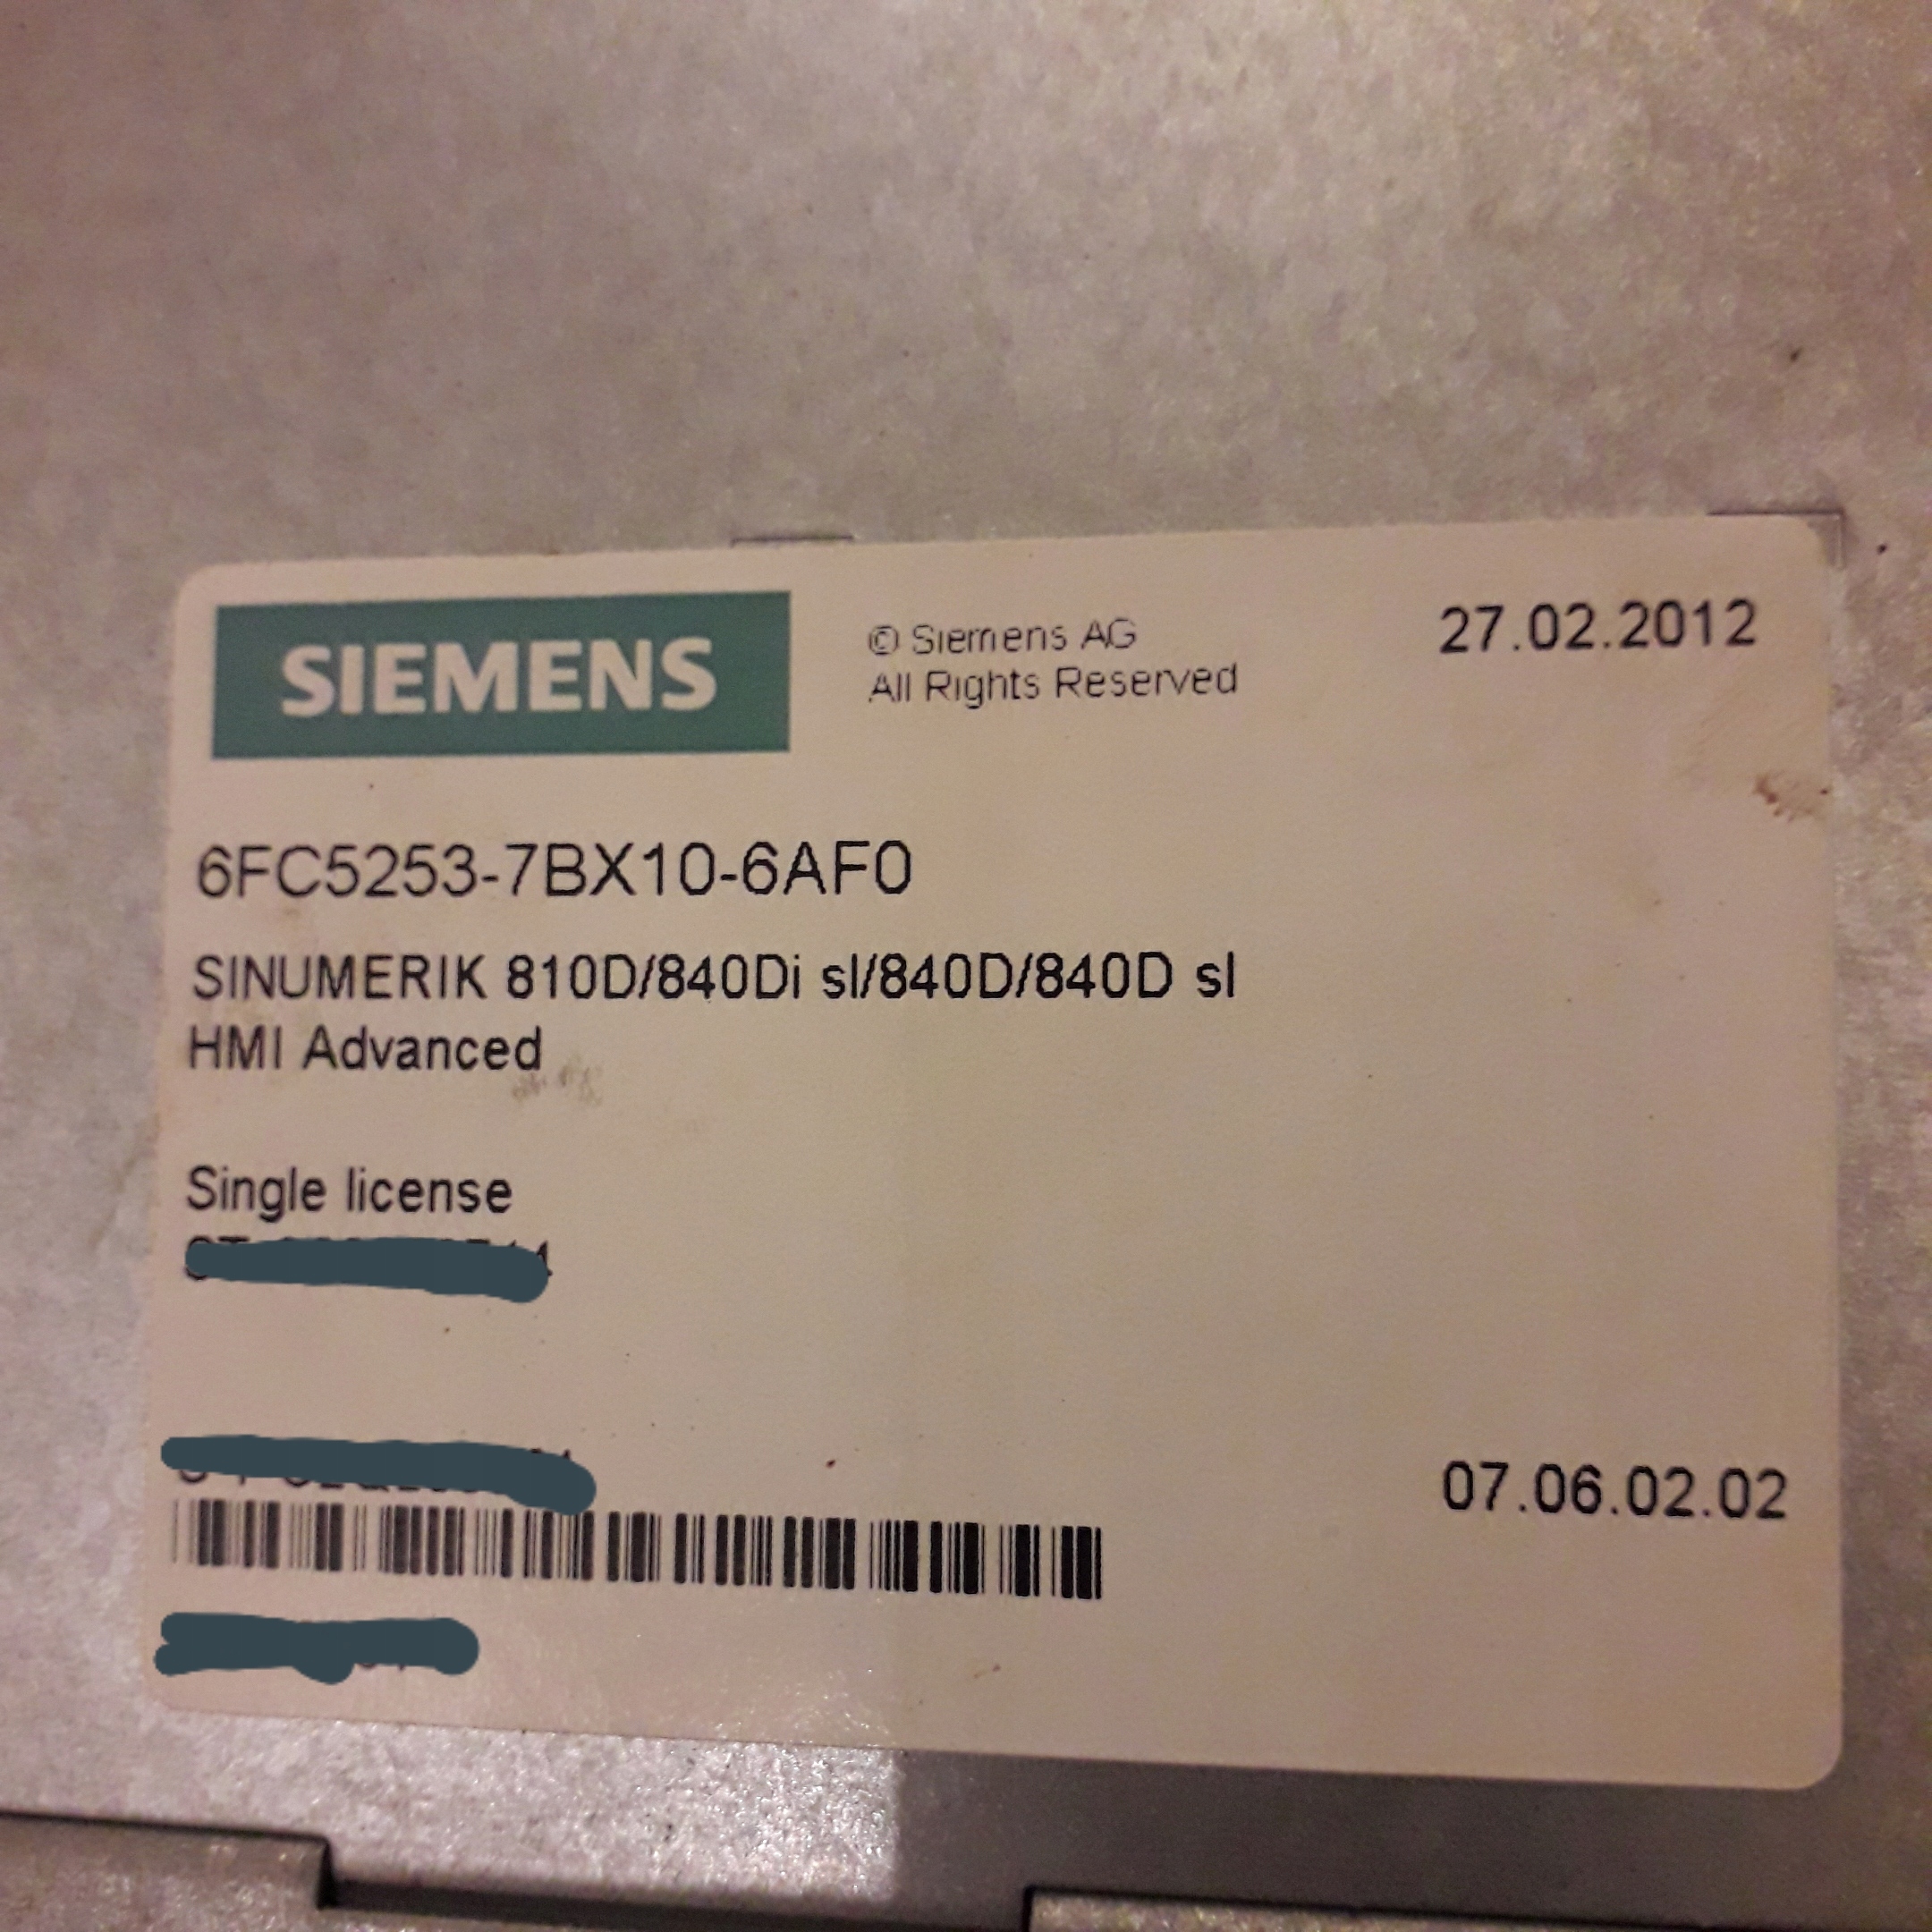 SIEMENS
© Siemens AG
All Rights Reserved
27.02.2012
6FC5253-7BX10-6AF0
SINUMERIK 810D/840Di sl/840D/840D sl
HMI Advanced
Single license
07.06.02.02